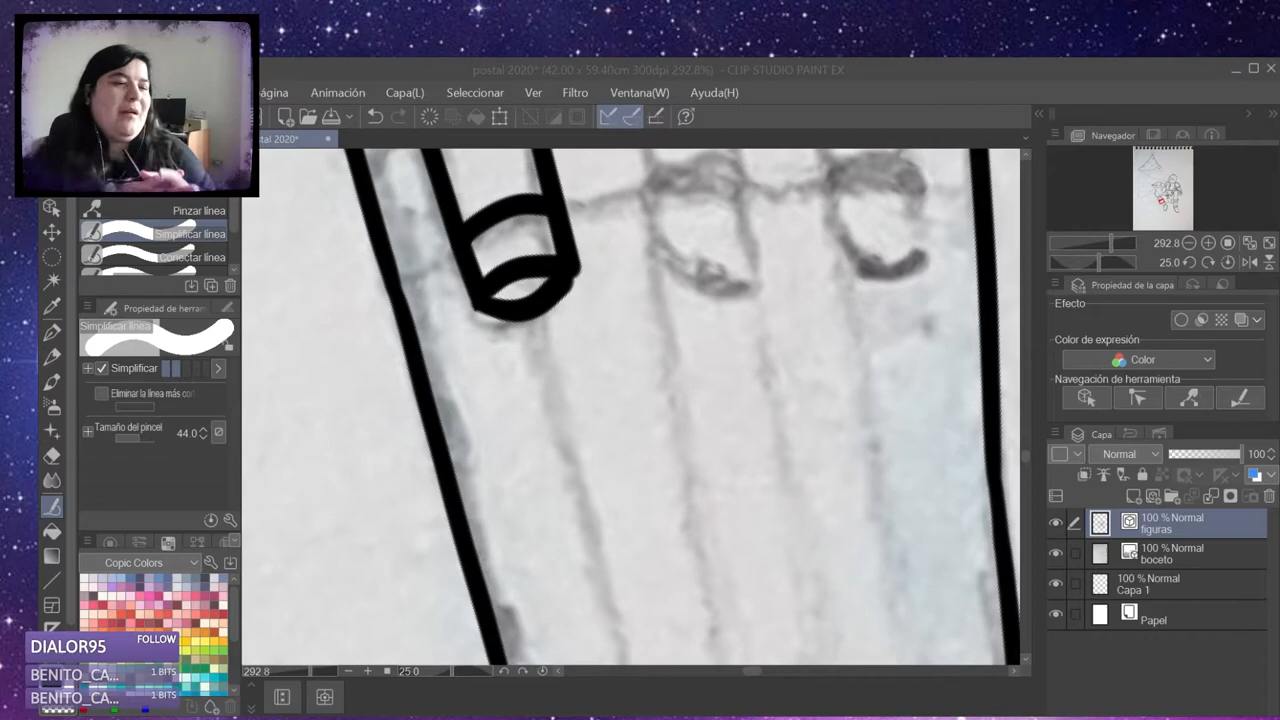 postal 2020* (42.00 x 59.40cm 300dpi 292.8%) - CLIP STUDIO PAINT EX
ágina
Animación
Capa(L)
Seleccionar
Ver
Filtro
Ventana(W)
Ayuda(H)
stal 2020*
Navegador
Pinzar línea
Simplificar línea
Conectar línea
292.8
25.0
Propiedad de la capa
Efecto
Propiedad de herrar
Simplificar línea
Color de expresión
Simplificar
Color
Navegación de herramienta
Eliminar la línea más co
Tamaño del pincel
44.0
Capa
Normal
100
100 % Normal
figuras
100 % Normal
boceto
Copic Colors
100 % Normal
Capa 1
Papel
DIALOR95
FOLLOW
BENITO_CA...
1 BITS
BENITO_CA...
1 BITS
292.8
25.0